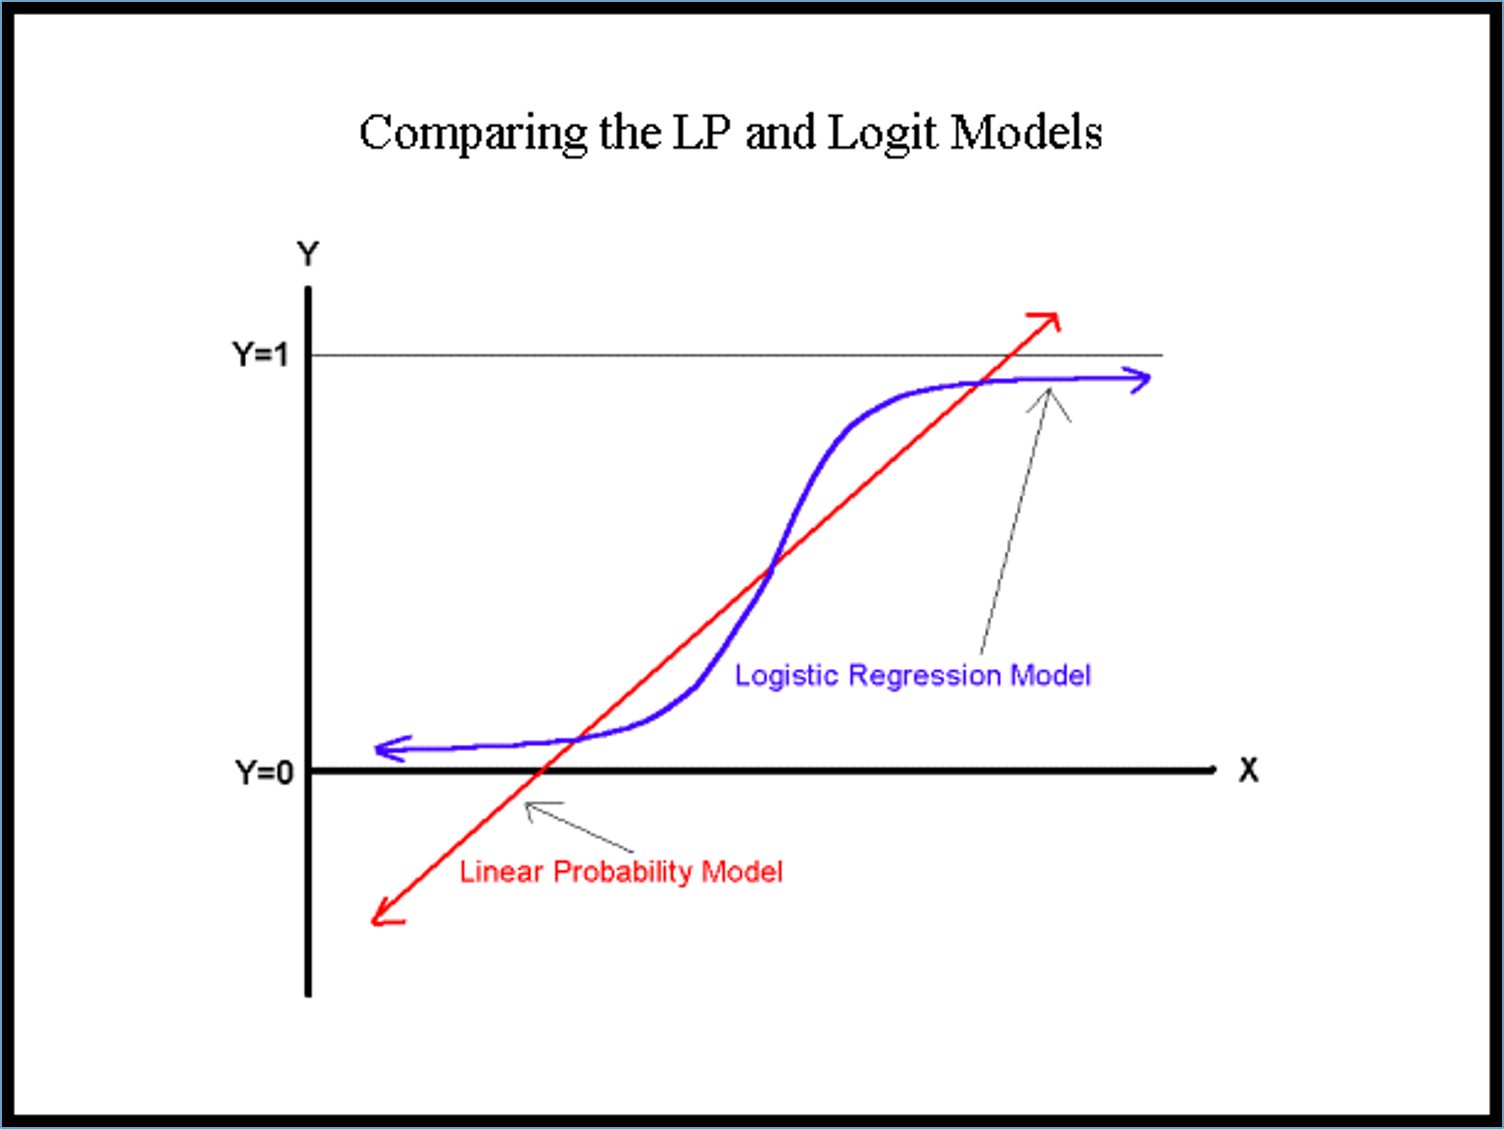 Comparing the LP and Logit Models
Y
Y=1
Logistic Regression Model
Y=0
X
Linear Probability Model